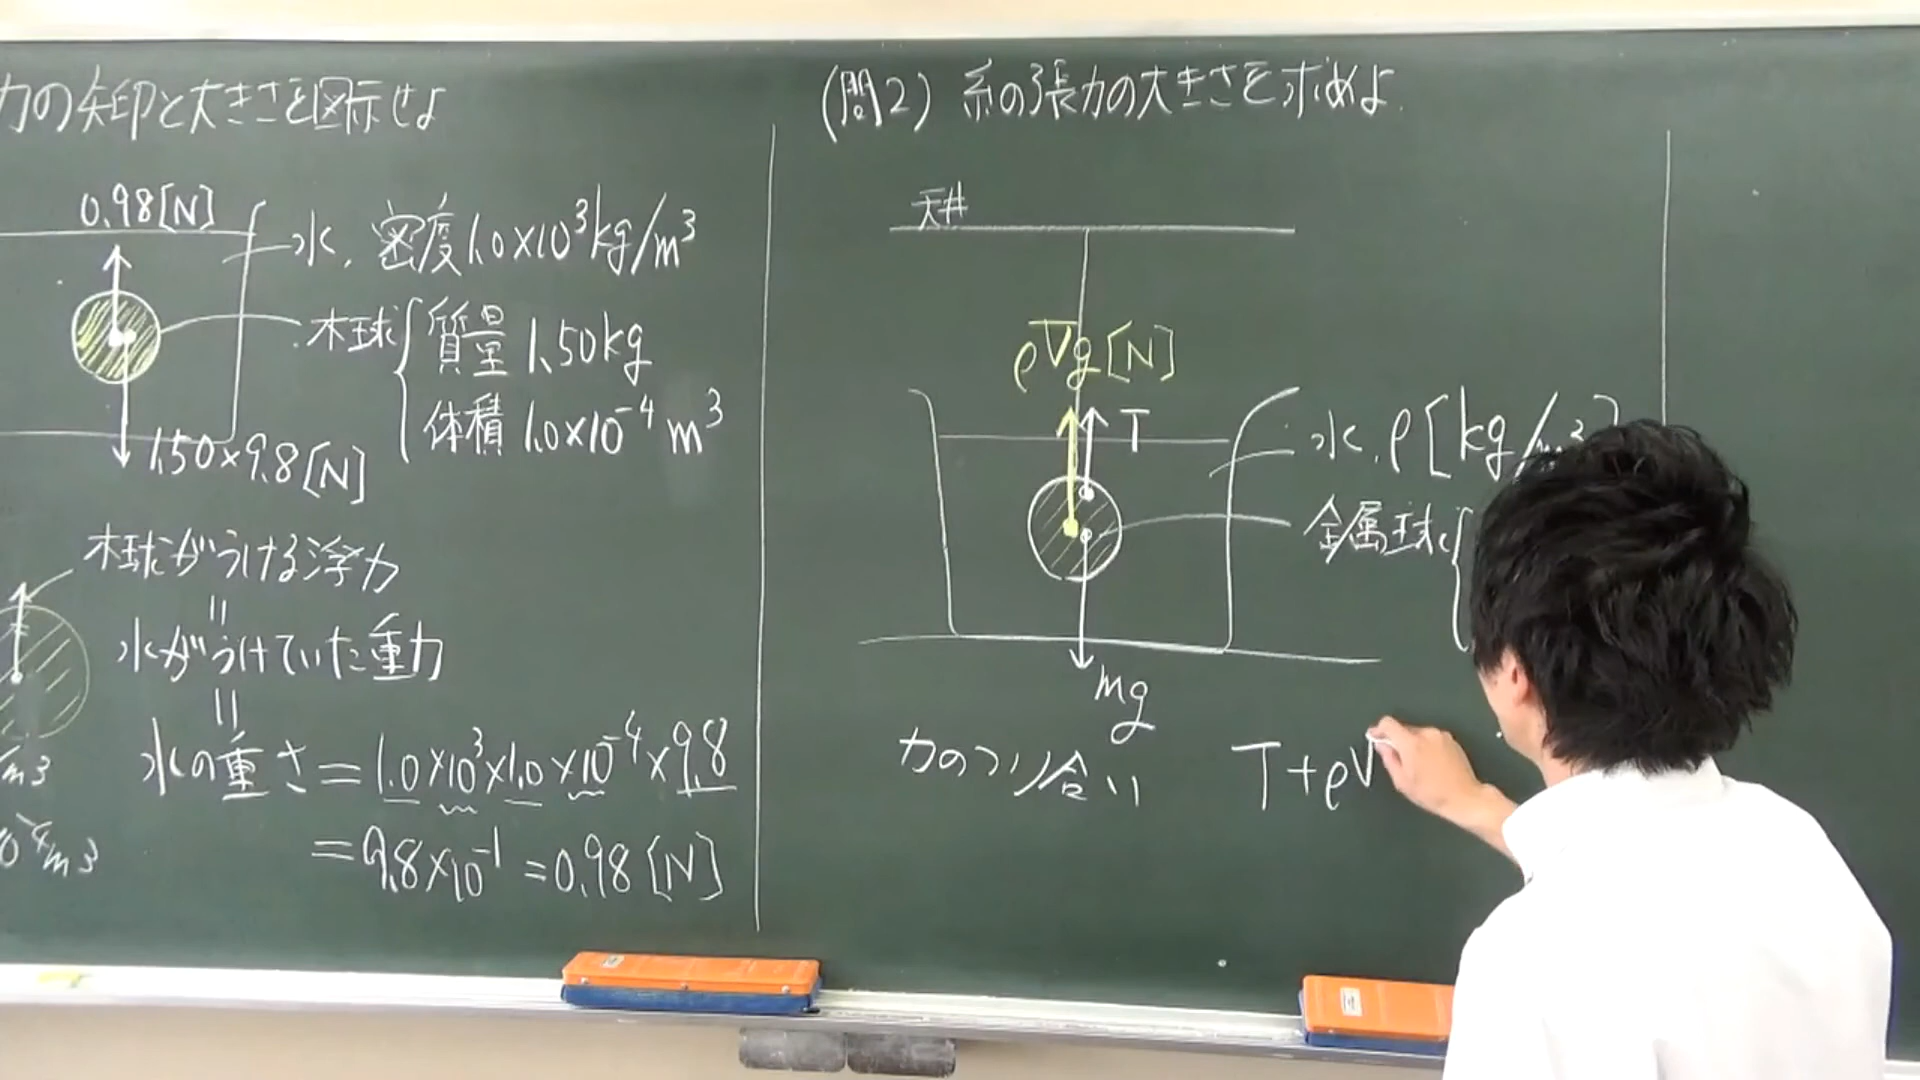 力の矢印と大きさを図示せよ
0.98[N]
水, 密度1.0×10³kg/m³
木球
質量 1.50kg
体積 1.0×10⁻⁴m³
1.50×9.8[N]
木球がうける浮力
=
水がうけていた重力
=
水の重さ=1.0×10³×1.0×10⁻⁴×9.8
=9.8×10⁻¹=0.98[N]
/m³
10⁻⁴m³
(問2) 糸の張力の大きさを求めよ.
天井
ρVg[N]
T
水,ρ[kg/m³]
金属球
mg
力のつり合い T+ρV